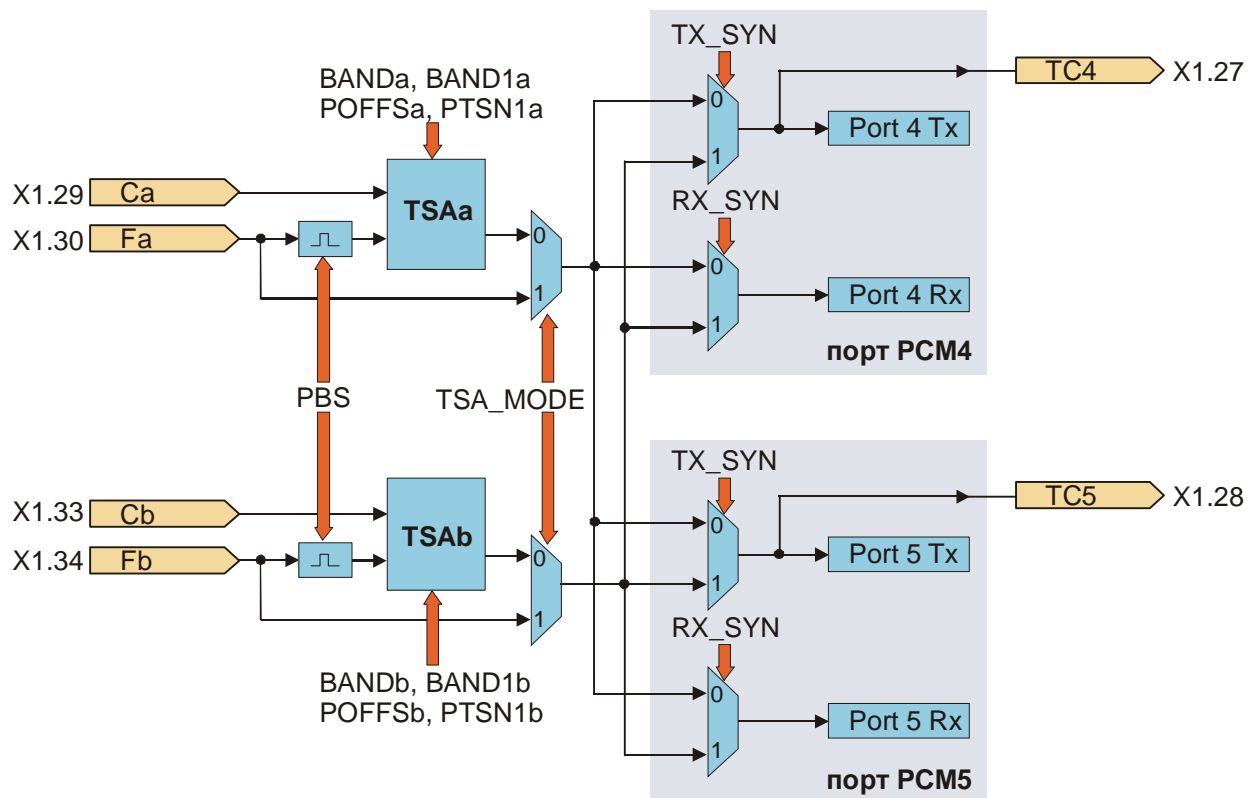 TX_SYN
TC4 X1.27
BANDa, BAND1a
POFFSa, PTSN1a
0
Port 4 Tx
1
X1.29 Ca
TSAa
RX_SYN
X1.30 Fa
0
0
1
Port 4 Rx
1
порт PCM4
PBS
TSA_MODE
TX_SYN
TC5 X1.28
X1.33 Cb
TSAb
0
X1.34 Fb
0
Port 5 Tx
1
1
RX_SYN
BANDb, BAND1b
POFFSb, PTSN1b
0
Port 5 Rx
1
порт PCM5